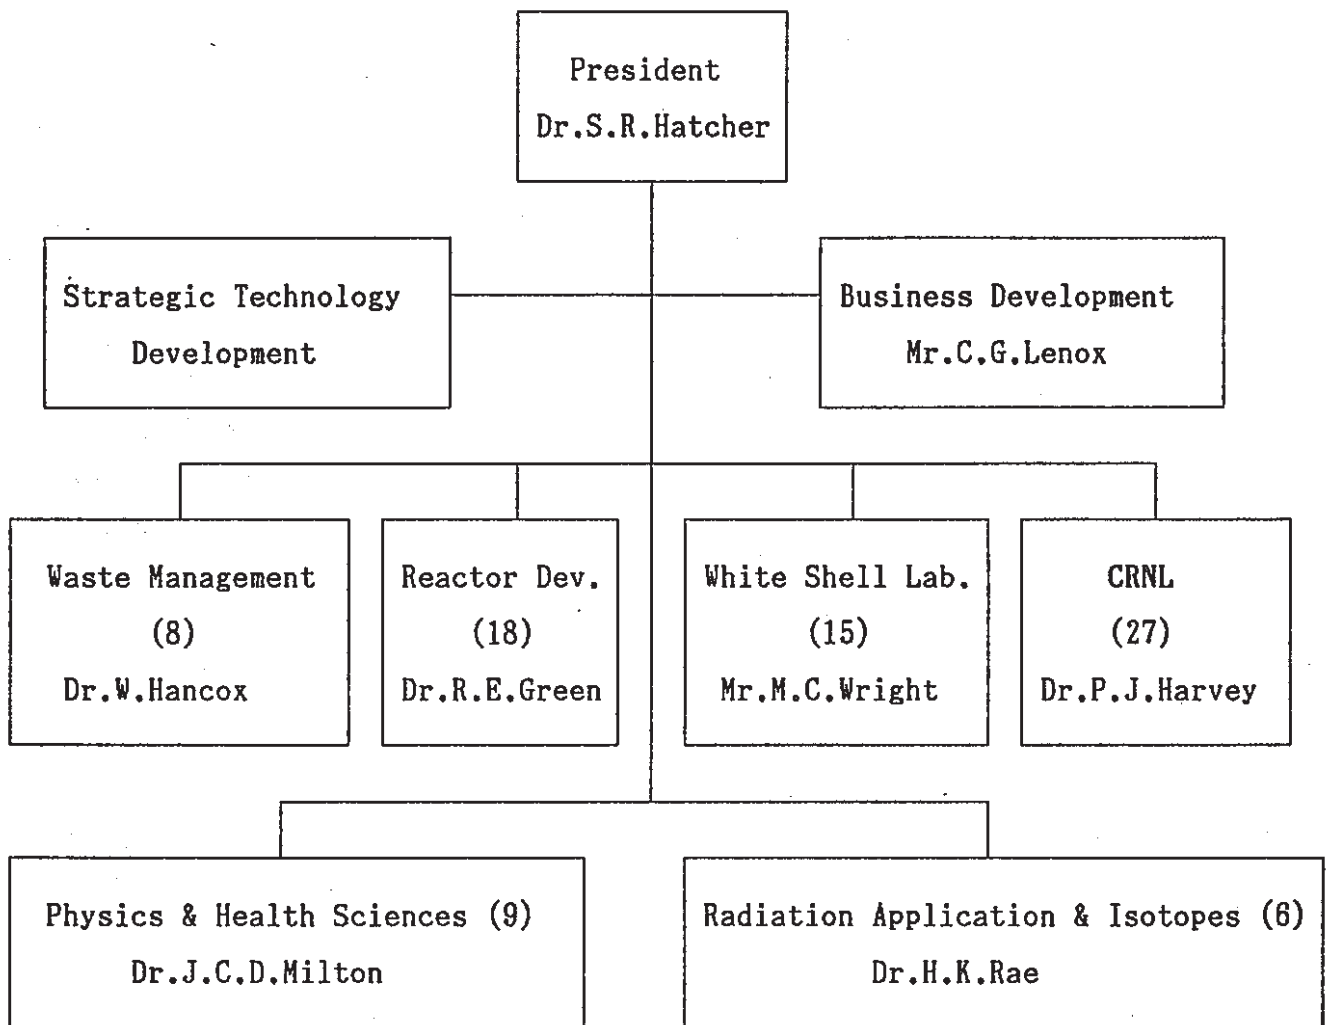 President
Dr.S.R.Hatcher
Strategic Technology
Development
Business Development
Mr.C.G.Lenox
Waste Management
(8)
Dr.W.Hancox
Reactor Dev.
(18)
Dr.R.E.Green
White Shell Lab.
(15)
Mr.M.C.Wright
CRNL
(27)
Dr.P.J.Harvey
Physics & Health Sciences (9)
Dr.J.C.D.Milton
Radiation Application & Isotopes (6)
Dr.H.K.Rae